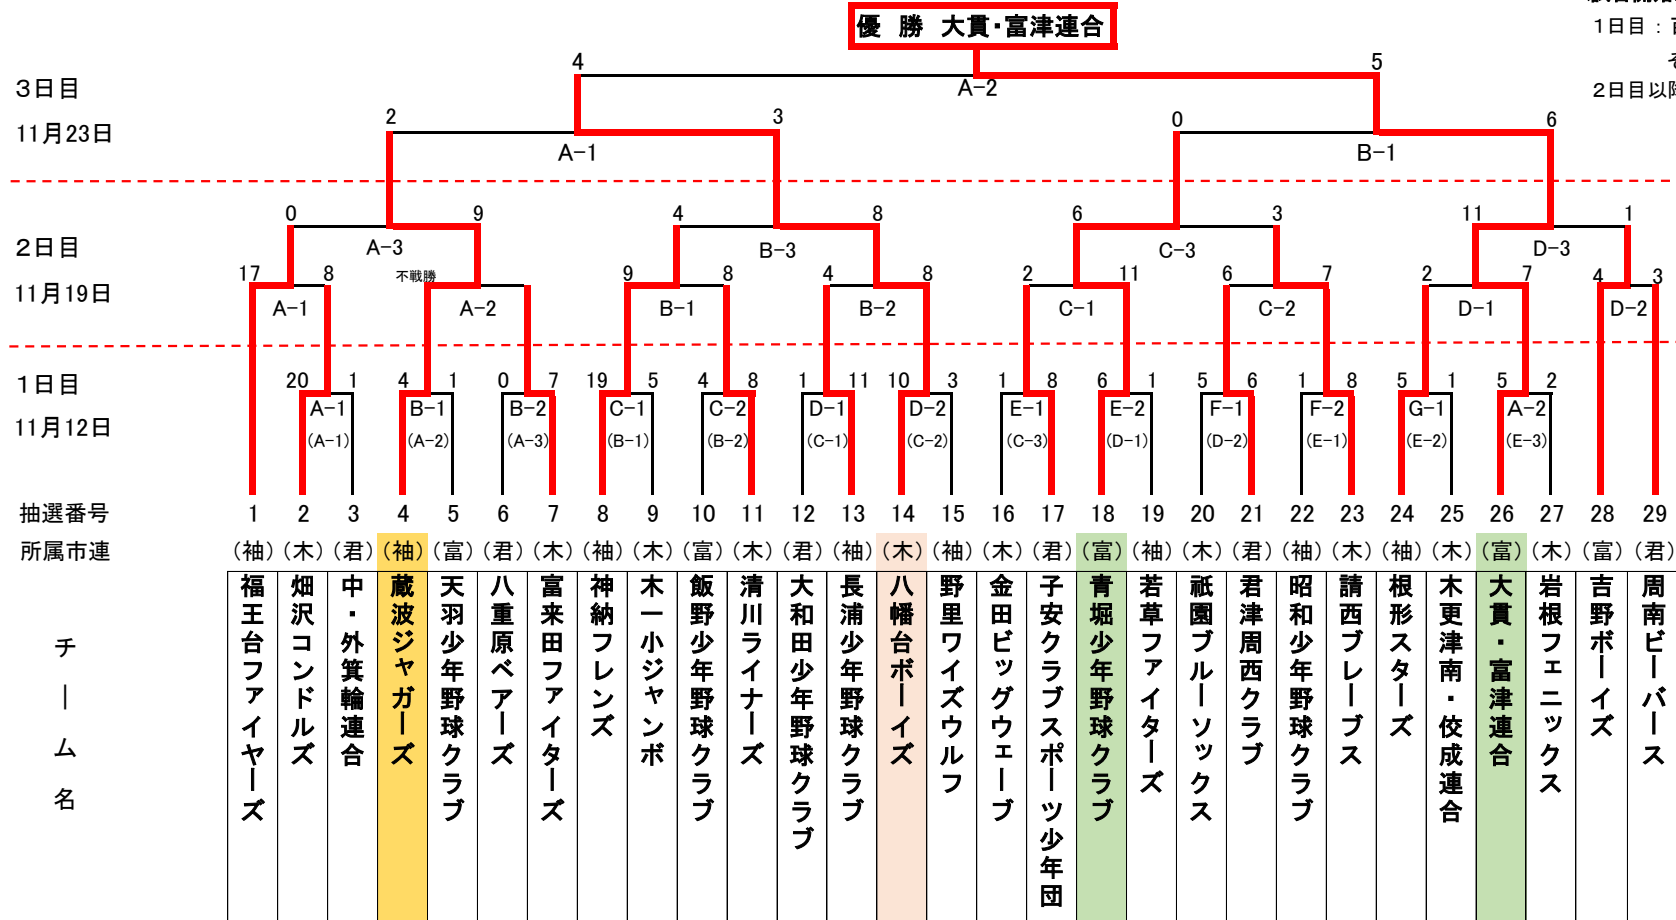 優 勝 大貫・富津連合
1日目：
2日目以降
4 5
A-2
3日目
11月23日
2 3 0 6
A-1 B-1
0 9 4 8 6 3 11 1
A-3 B-3 C-3 D-3
2日目
11月19日
不戦勝
17 8 9 8 4 8 2 11 6 7 2 7 4 3
A-1 A-2 B-1 B-2 C-1 C-2 D-1 D-2
1日目
11月12日
20 1 4 1 0 7 19 5 4 8 1 11 10 3 1 8 6 1 5 6 1 8 5 1 5 2
A-1 B-1 B-2 C-1 C-2 D-1 D-2 E-1 E-2 F-1 F-2 G-1 A-2
(A-1) (A-2) (A-3) (B-1) (B-2) (C-1) (C-2) (C-3) (D-1) (D-2) (E-1) (E-2) (E-3)
抽選番号 1 2 3 4 5 6 7 8 9 10 11 12 13 14 15 16 17 18 19 20 21 22 23 24 25 26 27 28 29
所属市連 (袖) (木) (君) (袖) (富) (君) (木) (袖) (木) (富) (木) (君) (袖) (木) (袖) (木) (君) (富) (袖) (木) (君) (袖) (木) (袖) (木) (富) (木) (富) (君)
チーム名
福王台ファイヤーズ
畑沢コンドルズ
中・外箕輪連合
蔵波ジャガーズ
天羽少年野球クラブ
八重原ベアーズ
富来田ファイターズ
神納フレンズ
木一小ジャンボ
飯野少年野球クラブ
清川ライナーズ
大和田少年野球クラブ
長浦少年野球クラブ
八幡台ボーイズ
野里ワイズウルフ
金田ビッグウェーブ
子安クラブスポーツ少年団
青堀少年野球クラブ
若草ファイターズ
祇園ブルーソックス
君津周西クラブ
昭和少年野球クラブ
請西ブレーブス
根形スターズ
木更津南・佼成連合
大貫・富津連合
岩根フェニックス
吉野ボーイズ
周南ビーバース